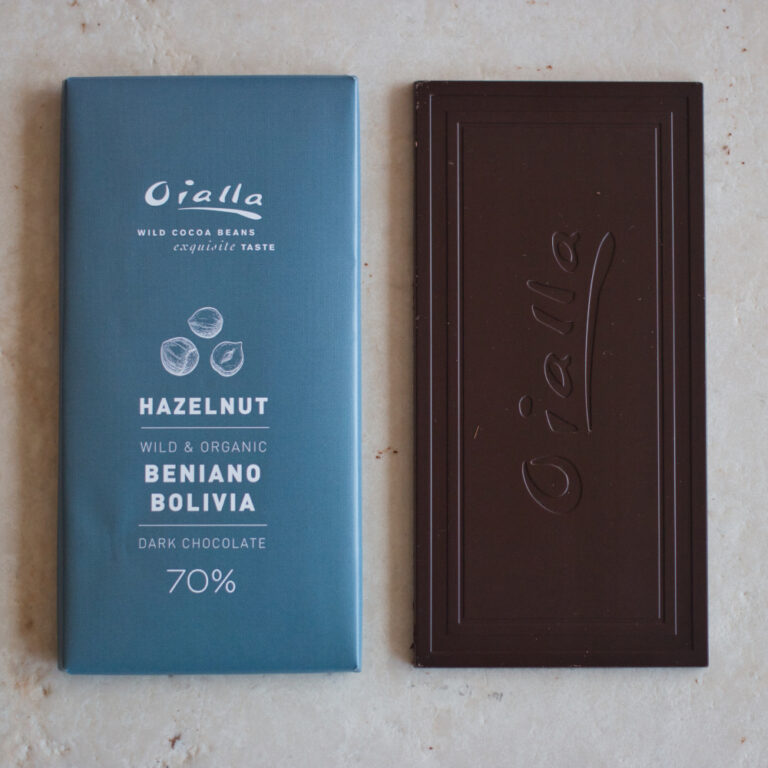 Oialla
WILD COCOA BEANS
exquisite TASTE
HAZELNUT
WILD & ORGANIC
BENIANO
BOLIVIA
DARK CHOCOLATE
70%
Oialla